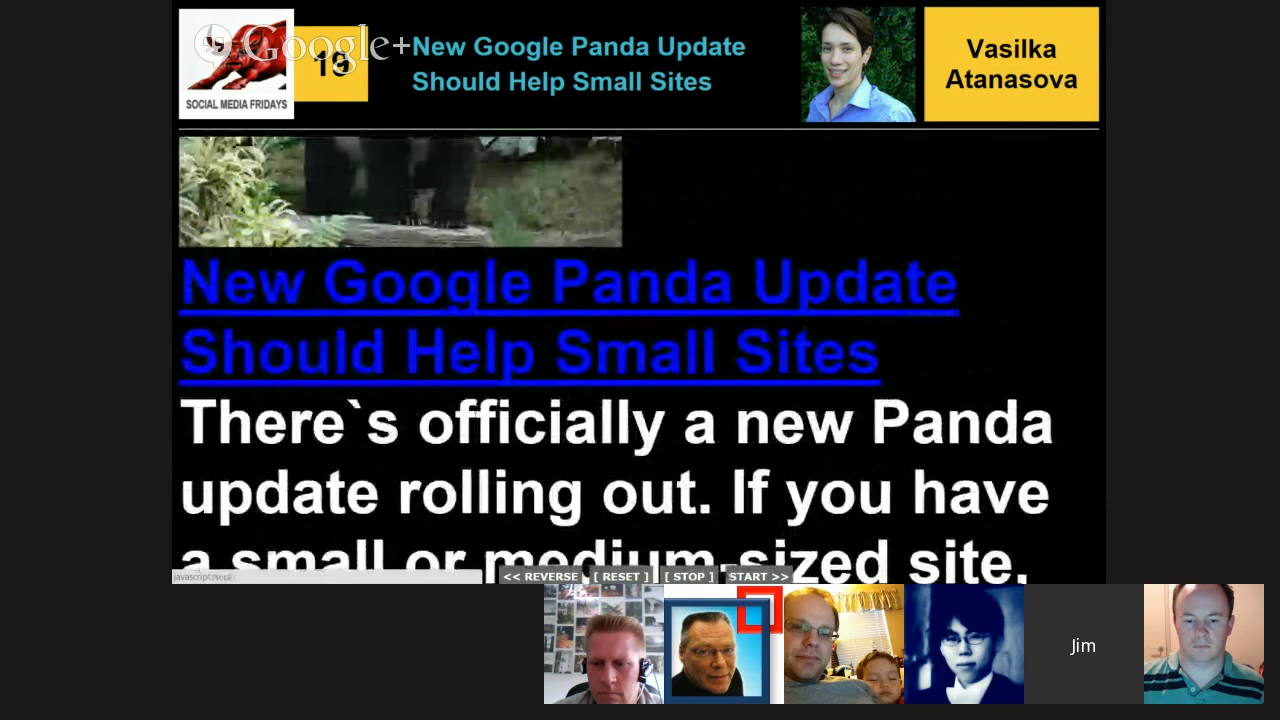 Google+
SOCIAL MEDIA FRIDAYS
19
New Google Panda Update
Should Help Small Sites
Vasilka
Atanasova
New Google Panda Update
Should Help Small Sites
There`s officially a new Panda
update rolling out. If you have
a small or medium-sized site,
<< REVERSE [ RESET ] [ STOP ] START >>
Jim